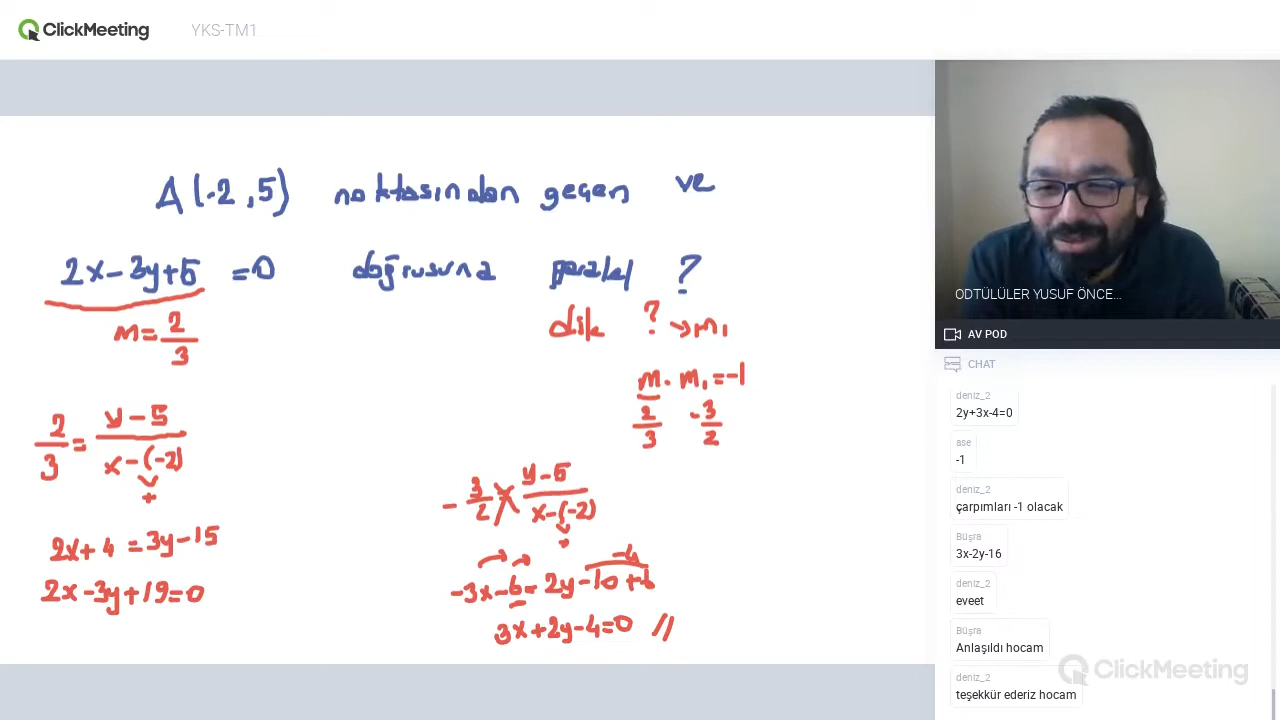 ClickMeeting
YKS-TM1
A(-2,5) noktasından geçen ve
2x-3y+5=0 doğrusuna paralel ?
m=2/3
dik ? → m₁
m. m₁=-1
2/3 -3/2
2/3 = y-5/x-(-2)
+
2x+4=3y-15
2x-3y+19=0
-3/2 y-5/x-(-2)
+
-4
-3x-6=2y-10+6
3x+2y-4=0 //
ODTÜLÜLER YUSUF ÖNCE...
AV POD
CHAT
deniz_2
2y+3x-4=0
ase
-1
deniz_2
çarpımları -1 olacak
Büşra
3x-2y-16
deniz_2
eveet
Büşra
Anlaşıldı hocam
deniz_2
teşekkür ederiz hocam
ClickMeeting